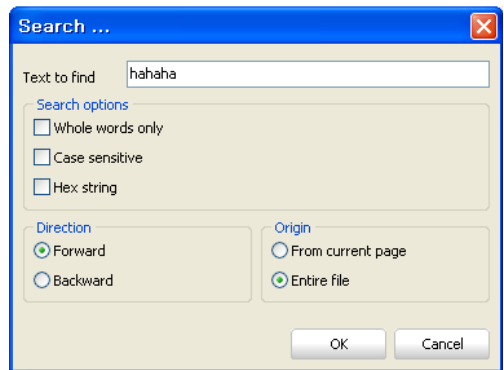 Search ...
Text to find hahaha
Search options
Whole words only
Case sensitive
Hex string
Direction Origin
Forward From current page
Backward Entire file
OK Cancel